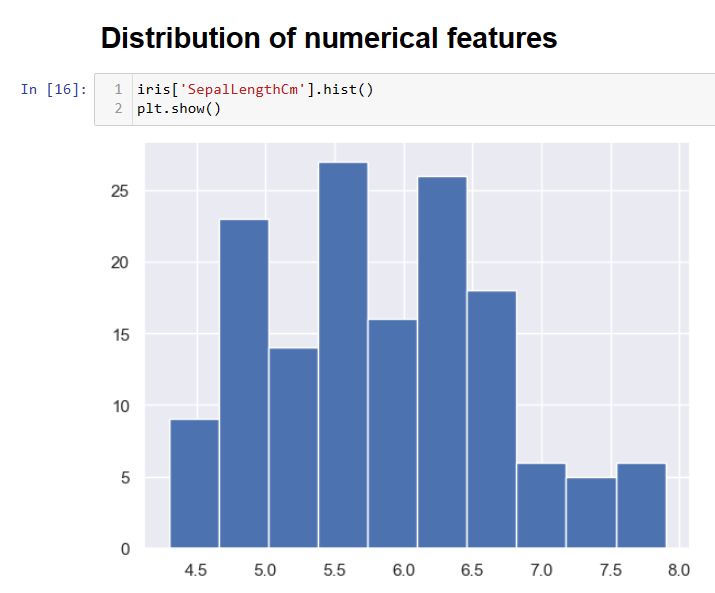 Distribution of numerical features
In [16]:
1 iris['SepalLengthCm'].hist()
2 plt.show()
25
20
15
10
5
0
4.5 5.0 5.5 6.0 6.5 7.0 7.5 8.0